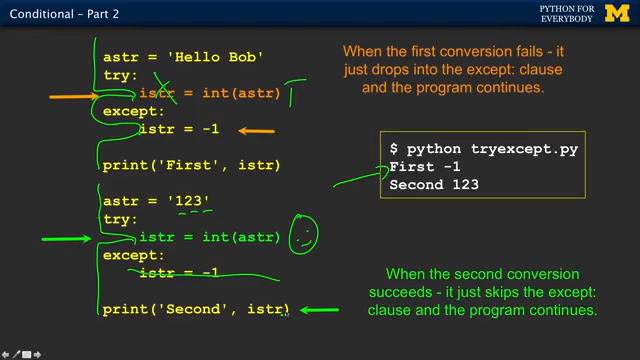 Conditional - Part 2
PYTHON FOR
EVERYBODY
astr = 'Hello Bob'
try:
istr = int(astr)
except:
istr = -1
print('First', istr)
astr = '123'
try:
istr = int(astr)
except:
istr = -1
print('Second', istr)
When the first conversion fails - it
just drops into the except: clause
and the program continues.
$ python tryexcept.py
First -1
Second 123
When the second conversion
succeeds - it just skips the except:
clause and the program continues.